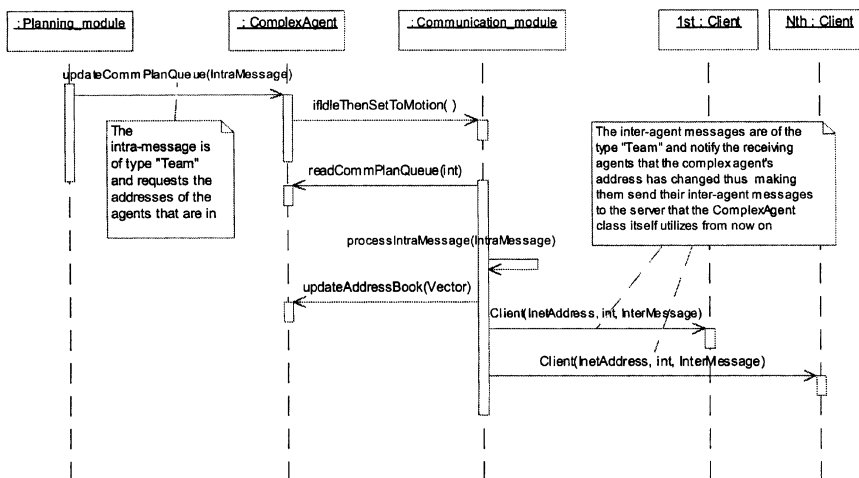 : Planning_module
: ComplexAgent
: Communication_module
1st : Client
Nth : Client
updateCommPlanQueue(IntraMessage)
ifIdleThenSetToMotion( )
The
intra-message is
of type "Team"
and requests the
addresses of the
agents that are in
The inter-agent messages are of the
type "Team" and notify the receiving
agents that the complex agent's
address has changed thus making
them send their inter-agent messages
to the server that the ComplexAgent
class itself utilizes from now on
readCommPlanQueue(int)
processIntraMessage(IntraMessage)
updateAddressBook(Vector)
Client(InetAddress, int, InterMessage)
Client(InetAddress, int, InterMessage)